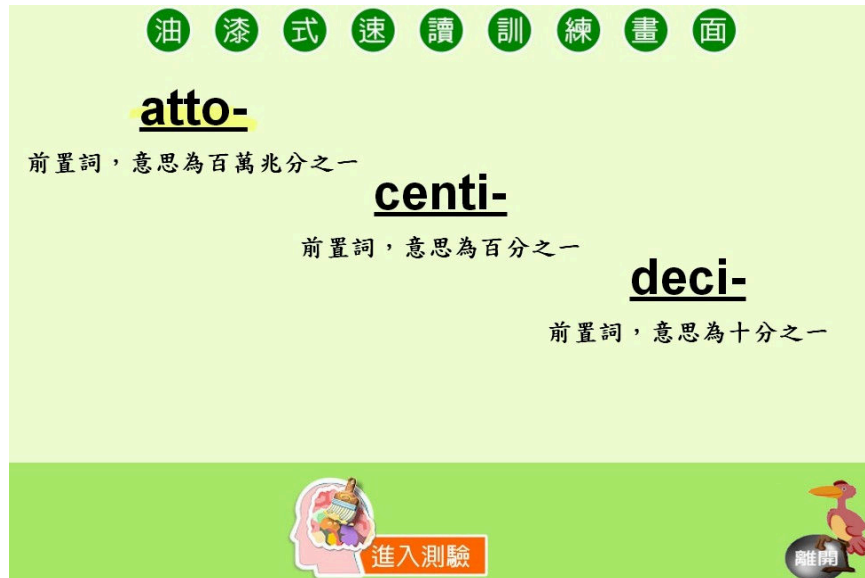 油漆式速讀訓練畫面
atto-
前置詞，意思為百萬兆分之一
centi-
前置詞，意思為百分之一
deci-
前置詞，意思為十分之一
進入測驗
離開